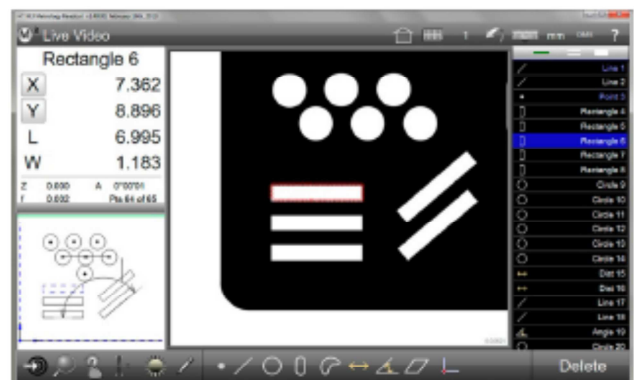 Live Video
1
mm
?
Rectangle 6
X 7.362
Y 8.896
L 6.995
W 1.183
Z 0.000 A 0°00'01
f 0.002 Pts 64 of 65
Line 1
Line 2
Point 3
Rectangle 4
Rectangle 5
Rectangle 6
Rectangle 7
Rectangle 8
Circle 9
Circle 10
Circle 11
Circle 12
Circle 13
Circle 14
Dist 15
Dist 16
Line 17
Line 18
Angle 19
Circle 20
Delete